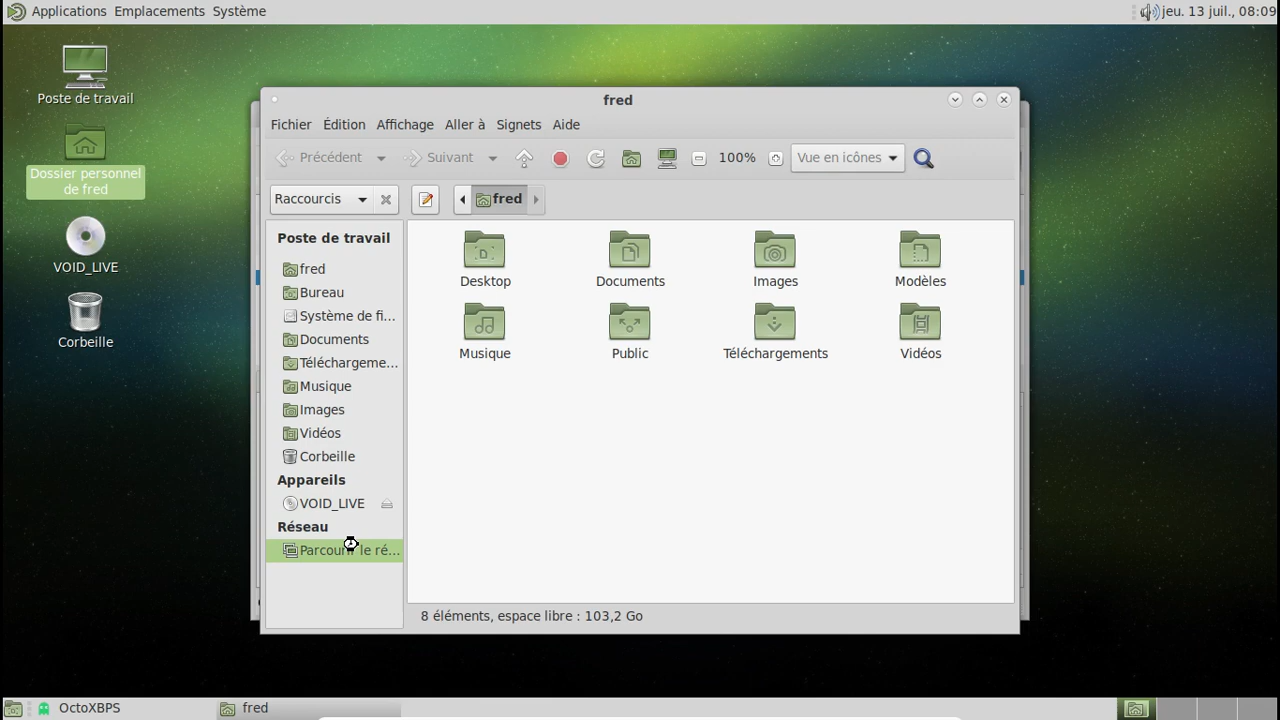 Applications Emplacements Système
jeu. 13 juil., 08:09
Poste de travail
Dossier personnel
de fred
VOID_LIVE
Corbeille
fred
Fichier Édition Affichage Aller à Signets Aide
Précédent Suivant 100% Vue en icônes
Raccourcis fred
Poste de travail
fred
Bureau
Système de fi...
Documents
Téléchargeme...
Musique
Images
Vidéos
Corbeille
Appareils
VOID_LIVE
Réseau
Parcourir le ré...
Desktop Documents Images Modèles
Musique Public Téléchargements Vidéos
8 éléments, espace libre : 103,2 Go
OctoXBPS fred